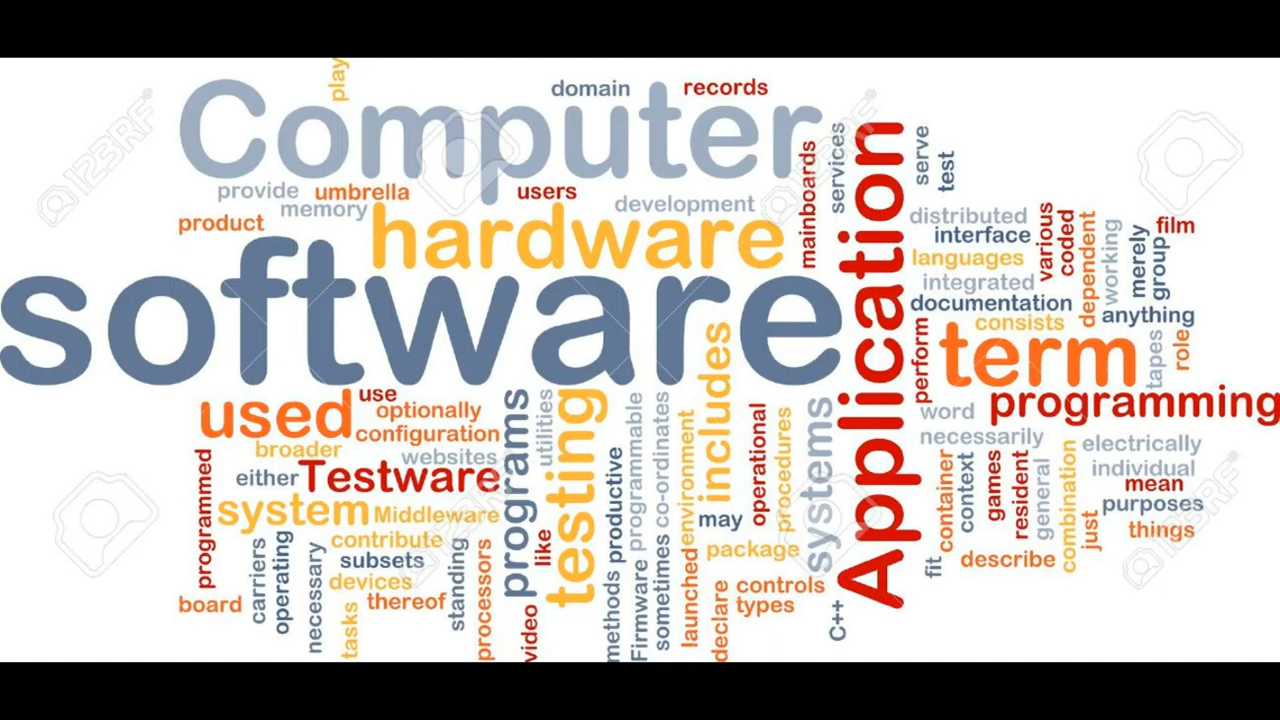 play
domain
records
Computer
provide
umbrella
users
memory
development
product
hardware
mainboards
services
serve
test
software
Application
distributed
interface
languages
integrated
documentation
consists
various
coded
dependent
working
merely
group
film
anything
perform
term
tapes
role
programming
used
use
optionally
configuration
broader
websites
either
Testware
system
Middleware
contribute
subsets
devices
thereof
programmed
board
carriers
operating
necessary
tasks
standing
processors
programs
like
video
utilities
testing
methods
productive
Firmware
programmable
sometimes
co-ordinates
launched
environment
includes
may
operational
procedures
package
declare
controls
types
systems
C++
word
necessarily
electrically
container
context
games
resident
general
combination
individual
mean
purposes
just
things
fit
describe
123RF
123RF
123RF
123RF
123RF